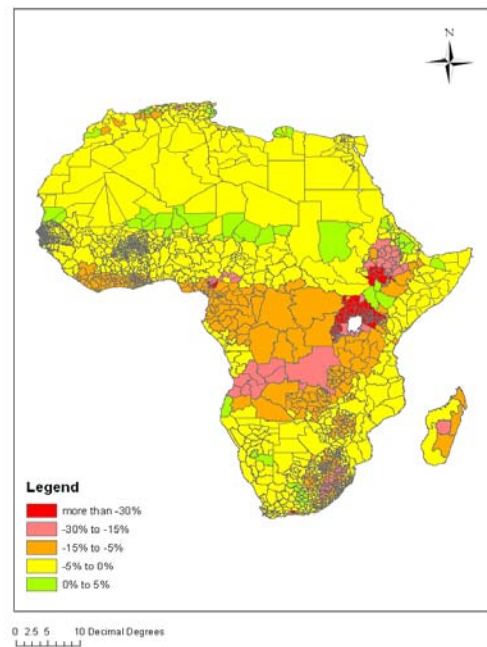 N
Legend
more than -30%
-30% to -15%
-15% to -5%
-5% to 0%
0% to 5%
0 2.5 5 10 Decimal Degrees